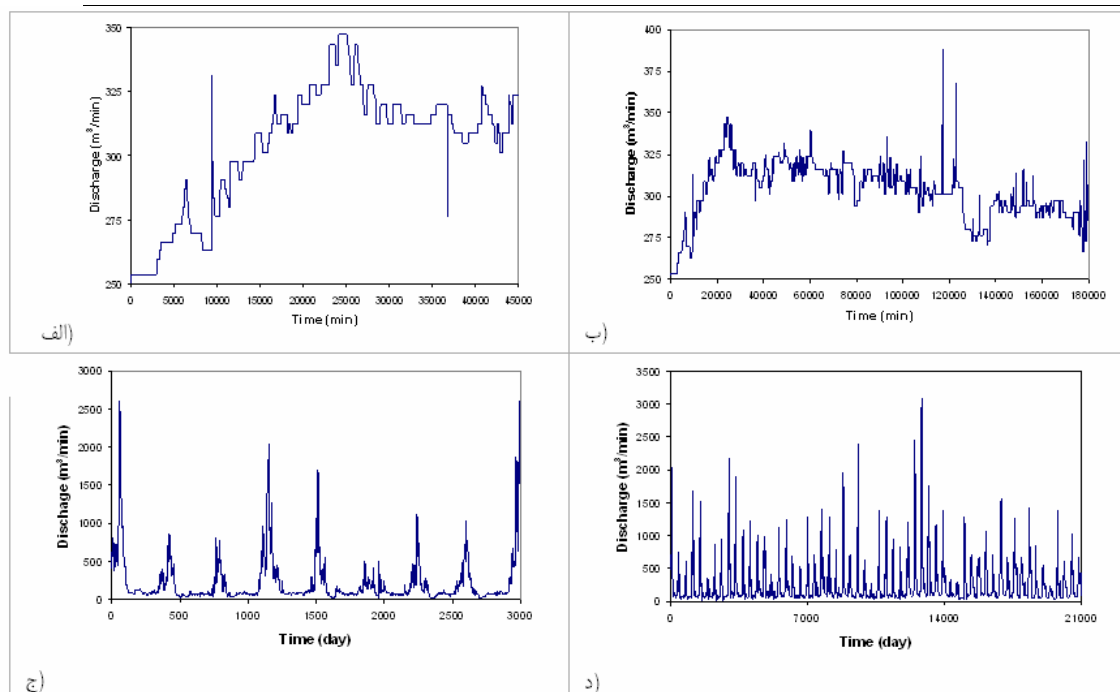 350
325
300
275
250
Discharge (m³/min)
0 5000 10000 15000 20000 25000 30000 35000 40000 45000
Time (min)
الف)
400
375
350
325
300
275
250
Discharge (m³/min)
0 20000 40000 60000 80000 100000 120000 140000 160000 180000
Time (min)
ب)
3000
2500
2000
1500
1000
500
0
Dischage (m³/min)
0 500 1000 1500 2000 2500 3000
Time (day)
ج)
3500
3000
2500
2000
1500
1000
500
0
Discharge (m³/min)
0 7000 14000 21000
Time (day)
د)